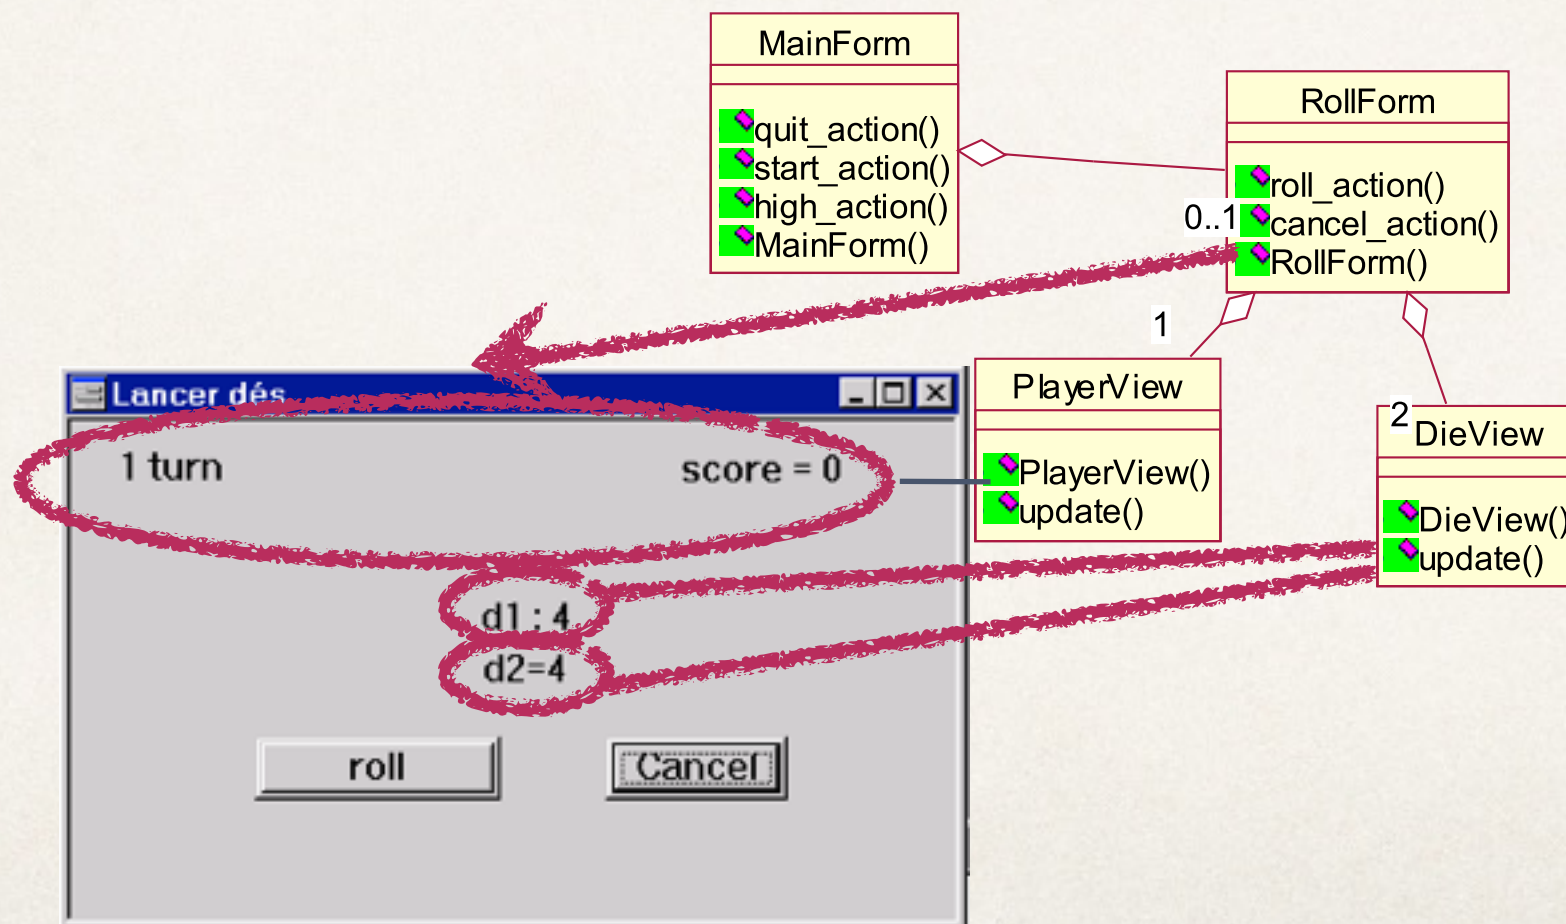 MainForm
quit_action()
start_action()
high_action()
MainForm()
RollForm
roll_action()
0..1
cancel_action()
RollForm()
1
PlayerView
PlayerView()
update()
2
DieView
DieView()
update()
Lancer dés
1 turn
score = 0
d1 : 4
d2=4
roll
Cancel